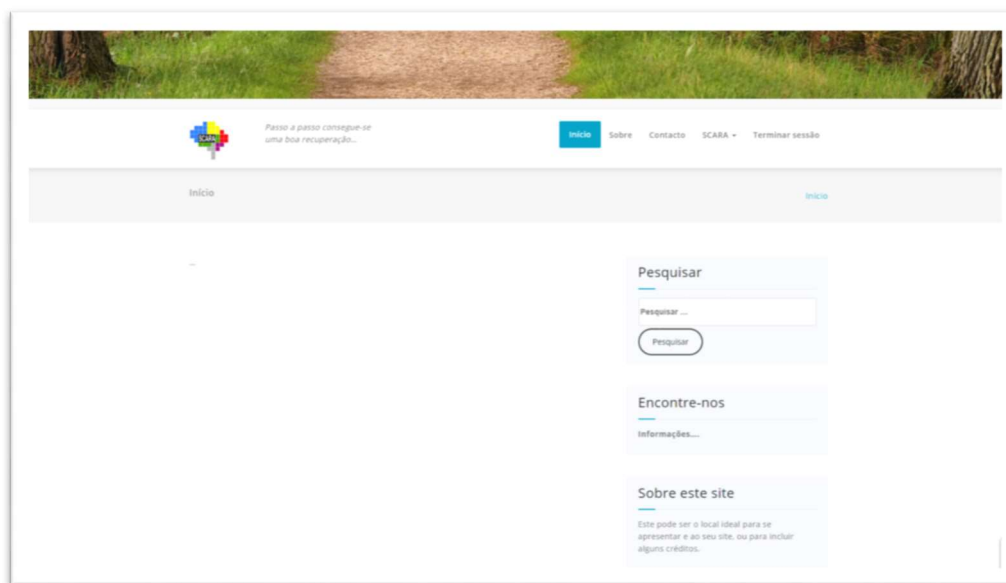 SCARA
Passo a passo consegue-se
uma boa recuperação...
Início
Sobre
Contacto
SCARA
Terminar sessão
Início
Início
...
Pesquisar
Pesquisar ...
Pesquisar
Encontre-nos
Informações....
Sobre este site
Este pode ser o local ideal para se
apresentar e ao seu site, ou para incluir
alguns créditos.